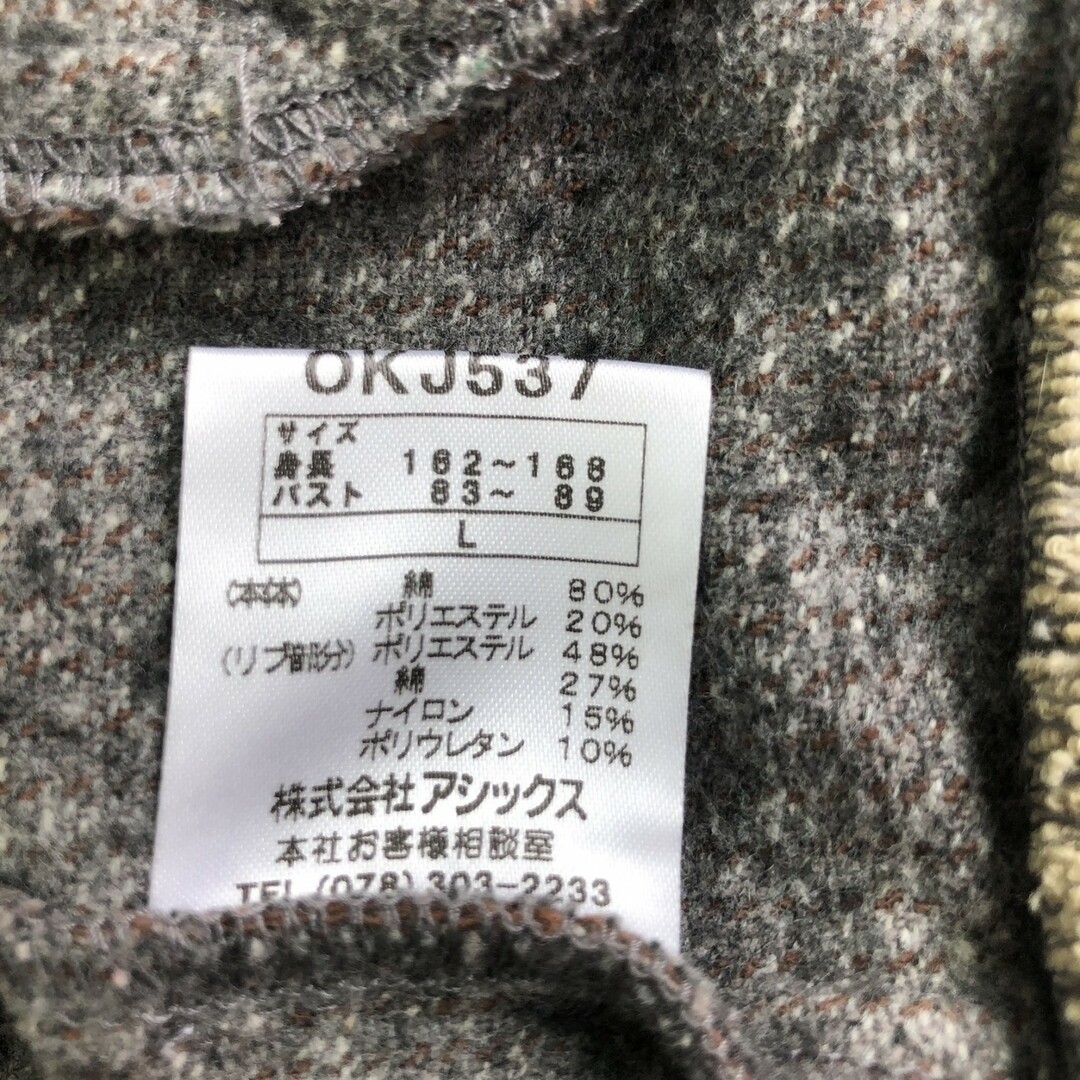 OKJ537
サイズ
身長 162～168
バスト 83～ 89
L
(本体) 綿 80%
ポリエステル 20%
(リブ部分) ポリエステル 48%
綿 27%
ナイロン 15%
ポリウレタン 10%
株式会社アシックス
本社お客様相談室
TEL (078) 303-2233